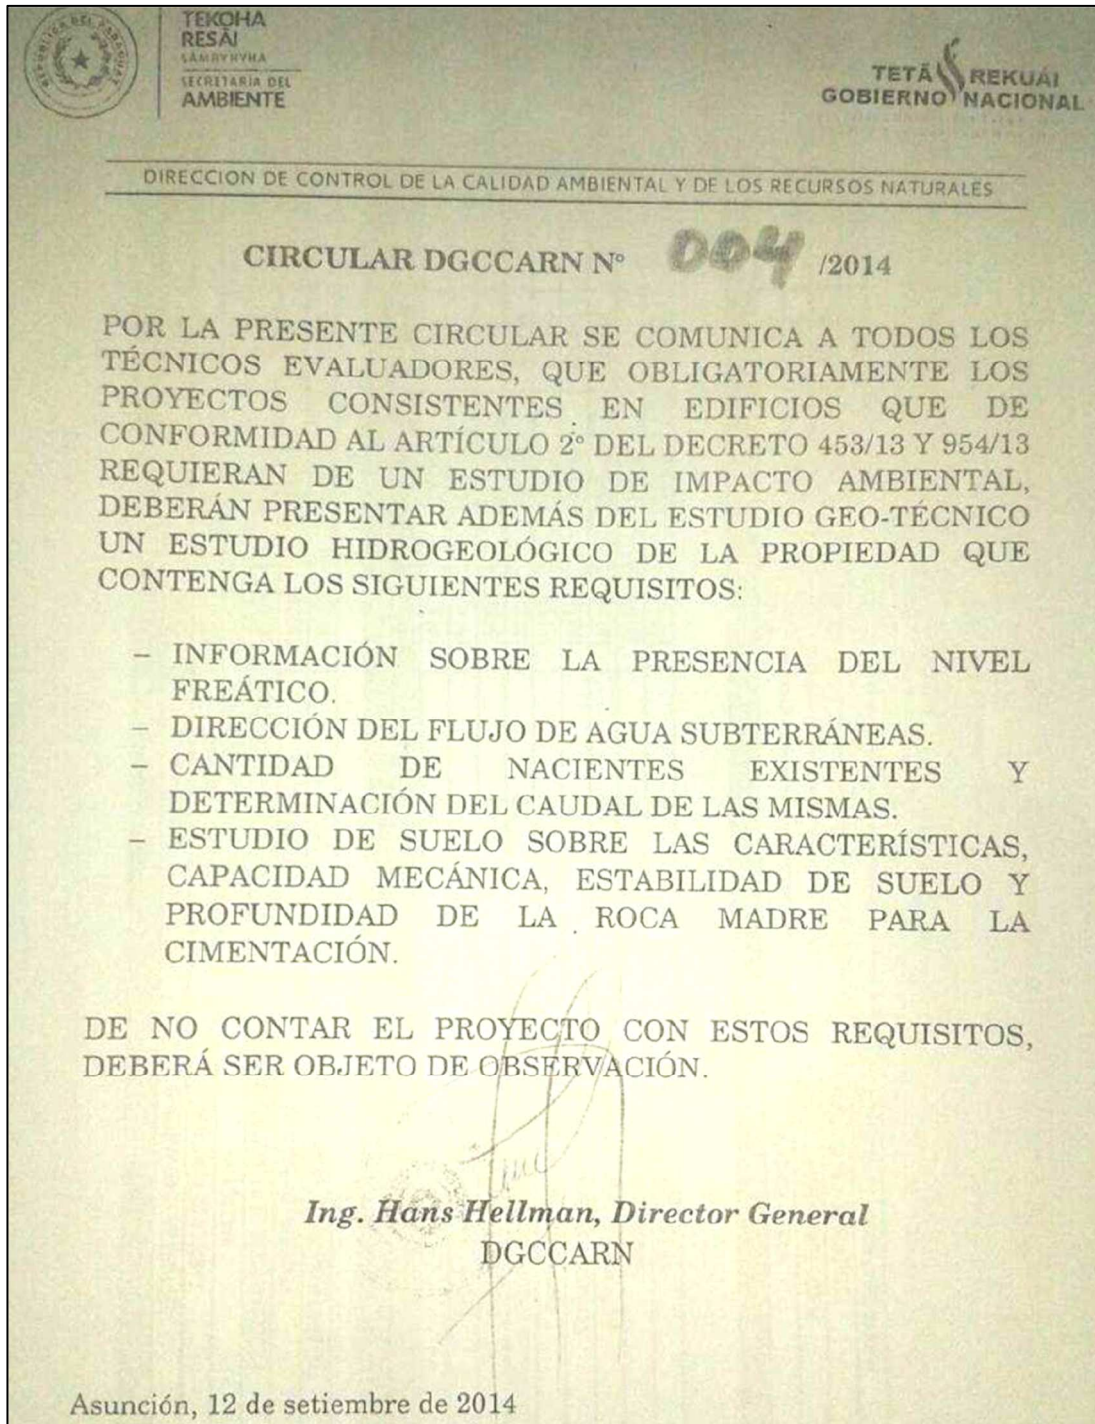 REPUBLICA DEL PARAGUAY
TEKOHA
RESÃI
SÃMBYHYHA
SECRETARIA DEL
AMBIENTE
TETÃ REKUÁI
GOBIERNO NACIONAL
DIRECCION DE CONTROL DE LA CALIDAD AMBIENTAL Y DE LOS RECURSOS NATURALES
CIRCULAR DGCCARN N° 004 /2014
POR LA PRESENTE CIRCULAR SE COMUNICA A TODOS LOS
TÉCNICOS EVALUADORES, QUE OBLIGATORIAMENTE LOS
PROYECTOS CONSISTENTES EN EDIFICIOS QUE DE
CONFORMIDAD AL ARTÍCULO 2° DEL DECRETO 453/13 Y 954/13
REQUIERAN DE UN ESTUDIO DE IMPACTO AMBIENTAL,
DEBERÁN PRESENTAR ADEMÁS DEL ESTUDIO GEO-TÉCNICO
UN ESTUDIO HIDROGEOLÓGICO DE LA PROPIEDAD QUE
CONTENGA LOS SIGUIENTES REQUISITOS:
– INFORMACIÓN SOBRE LA PRESENCIA DEL NIVEL
FREÁTICO.
– DIRECCIÓN DEL FLUJO DE AGUA SUBTERRÁNEAS.
– CANTIDAD DE NACIENTES EXISTENTES Y
DETERMINACIÓN DEL CAUDAL DE LAS MISMAS.
– ESTUDIO DE SUELO SOBRE LAS CARACTERÍSTICAS,
CAPACIDAD MECÁNICA, ESTABILIDAD DE SUELO Y
PROFUNDIDAD DE LA ROCA MADRE PARA LA
CIMENTACIÓN.
DE NO CONTAR EL PROYECTO CON ESTOS REQUISITOS,
DEBERÁ SER OBJETO DE OBSERVACIÓN.
Ing. Hans Hellman, Director General
DGCCARN
Asunción, 12 de setiembre de 2014